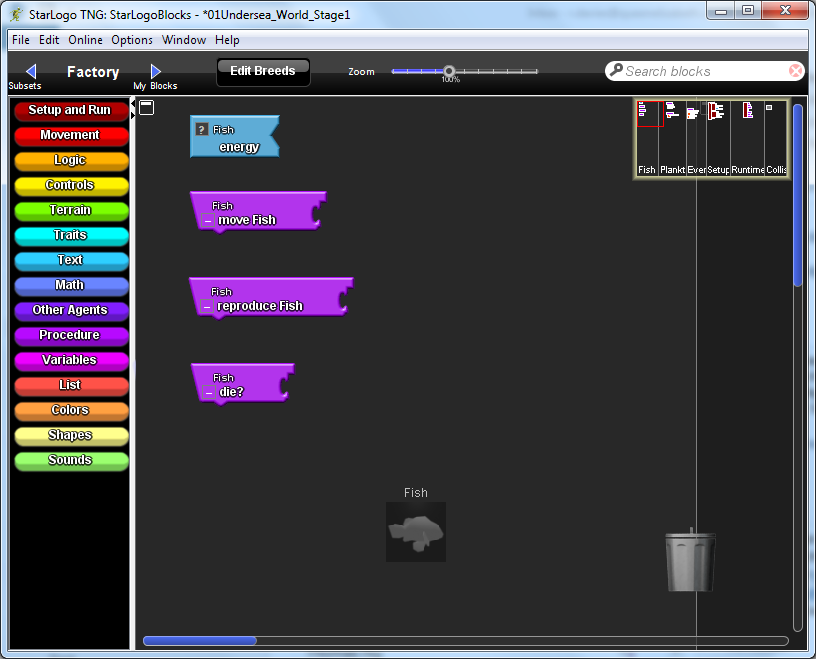 StarLogo TNG: StarLogoBlocks - *01Undersea_World_Stage1
File Edit Online Options Window Help
Subsets
Factory
My Blocks
Edit Breeds
Zoom
100%
Search blocks
Setup and Run
Movement
Logic
Controls
Terrain
Traits
Text
Math
Other Agents
Procedure
Variables
List
Colors
Shapes
Sounds
? Fish
energy
Fish
move Fish
Fish
reproduce Fish
Fish
die?
Fish
Fish Plankt Ever Setup Runtime Collis